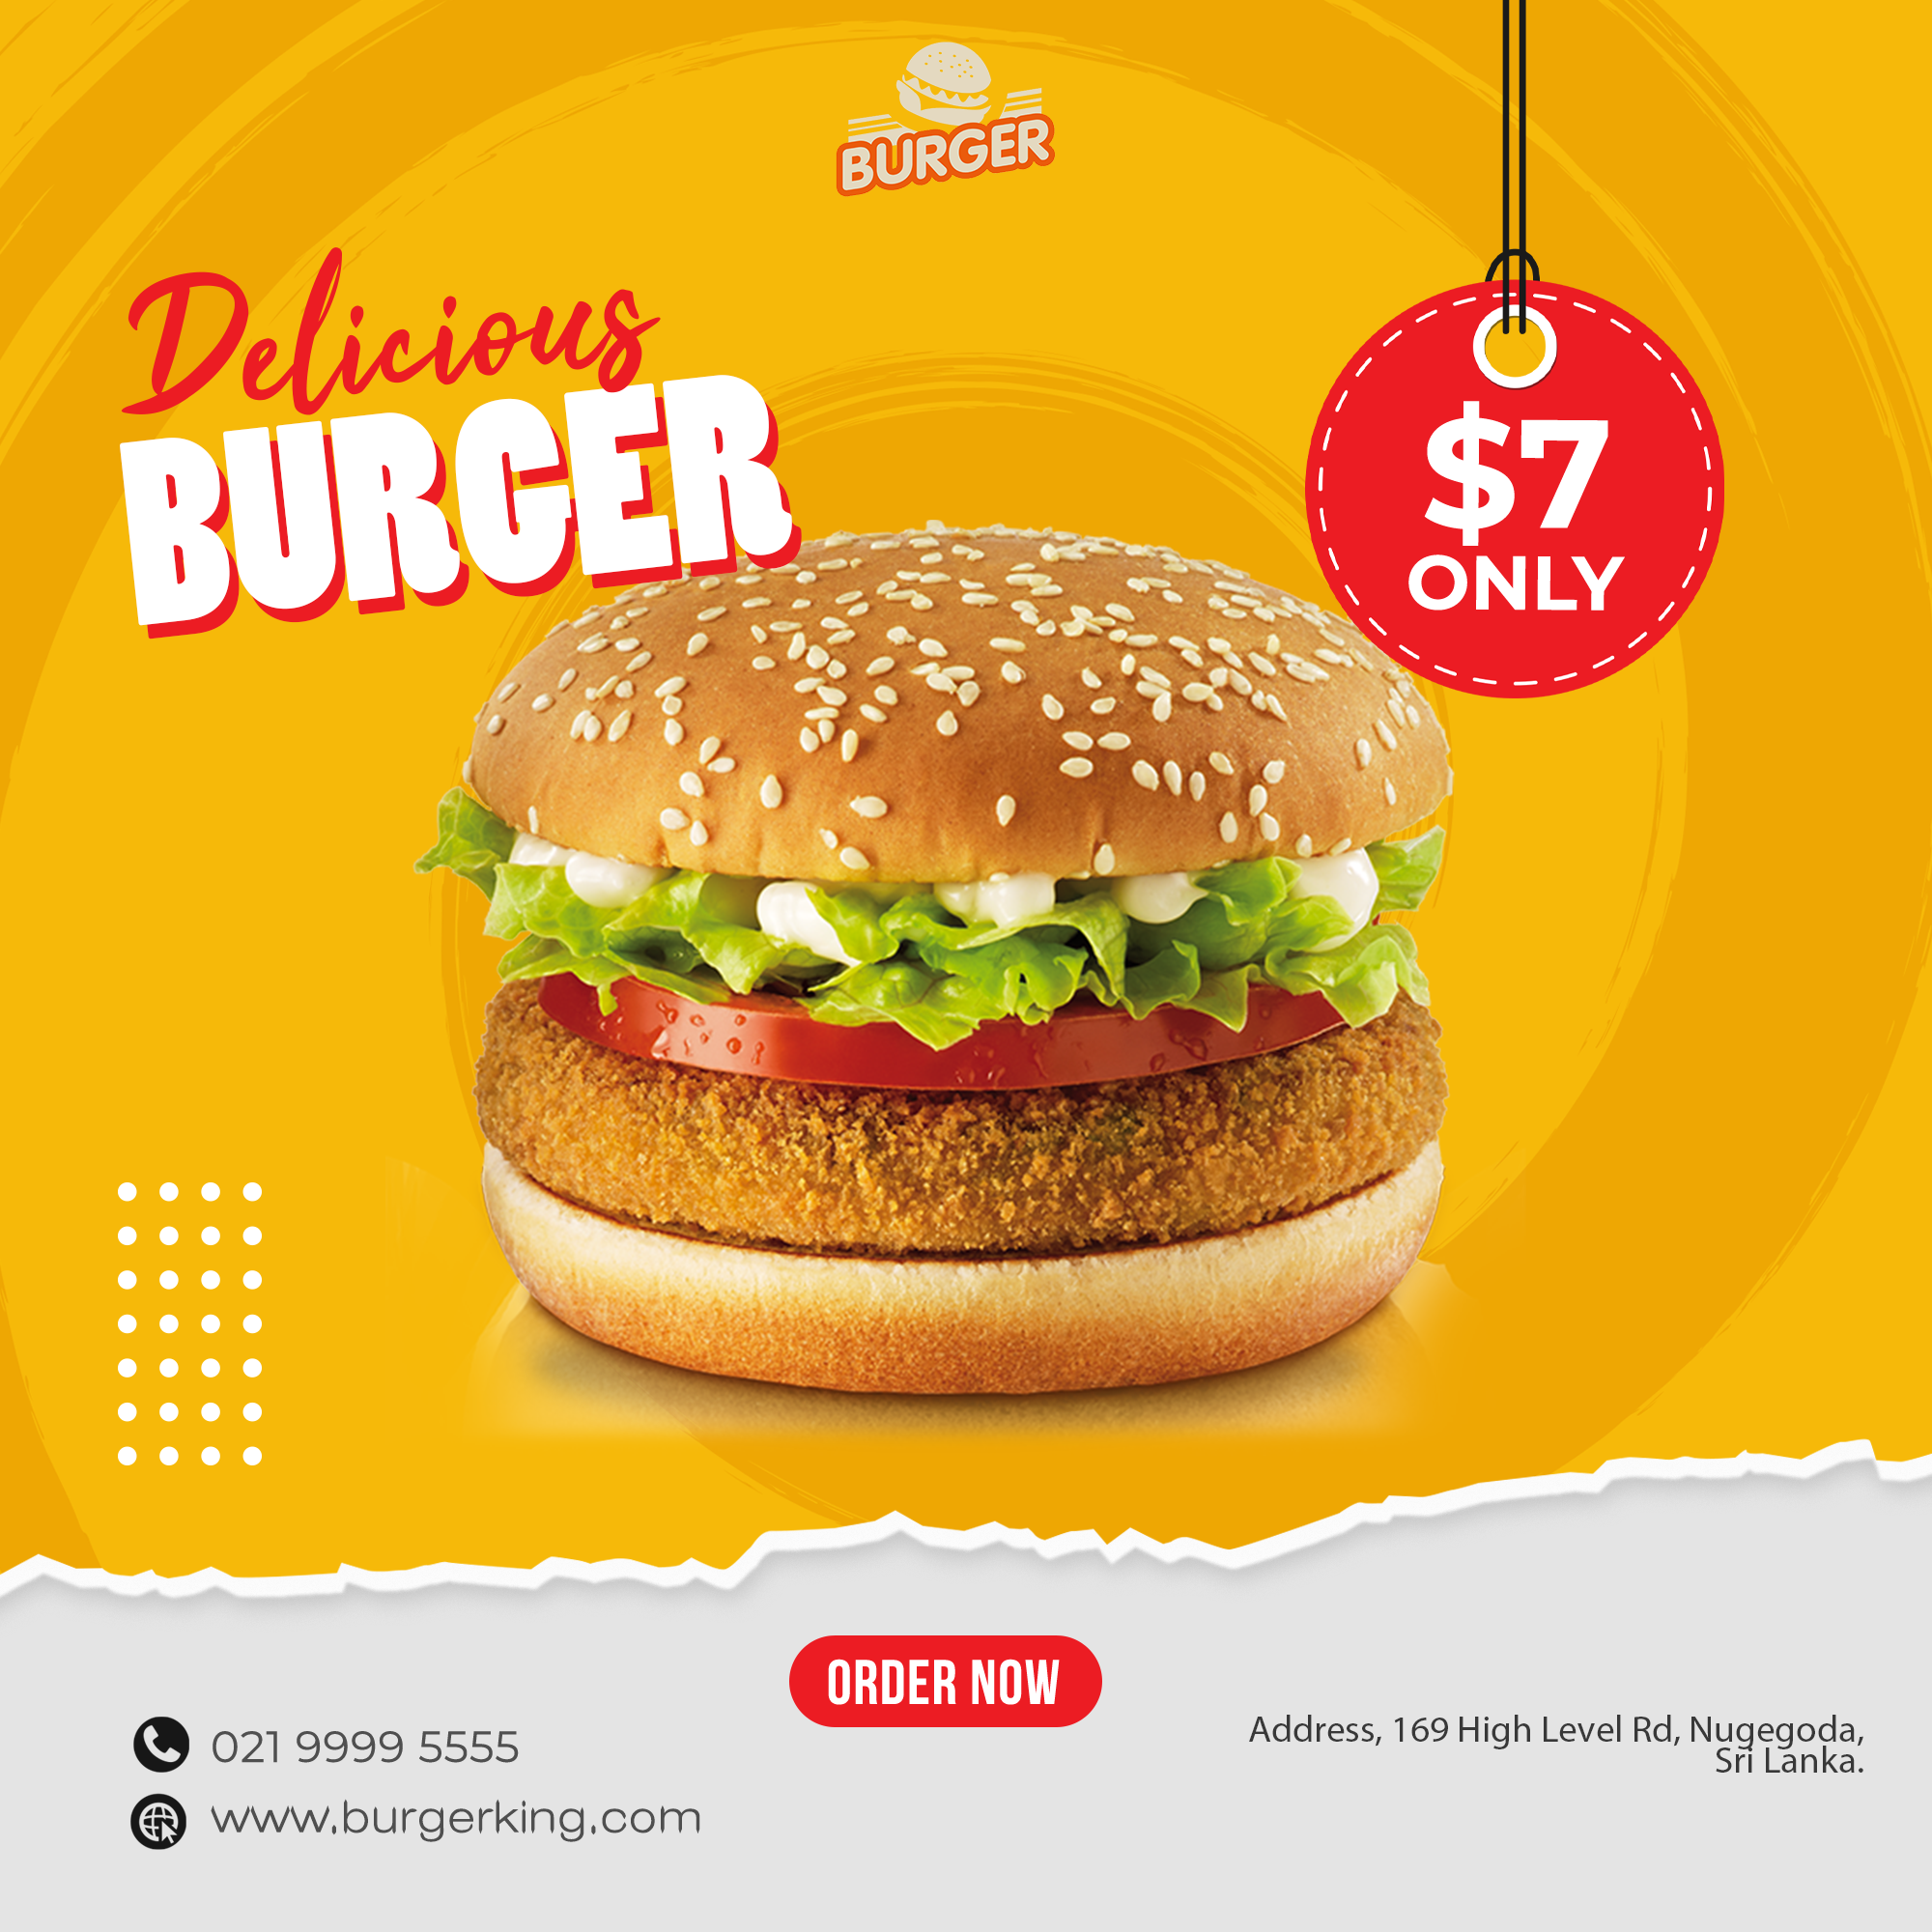 BURGER
Delicious
BURGER
$7
ONLY
ORDER NOW
021 9999 5555
www.burgerking.com
Address, 169 High Level Rd, Nugegoda,
Sri Lanka.